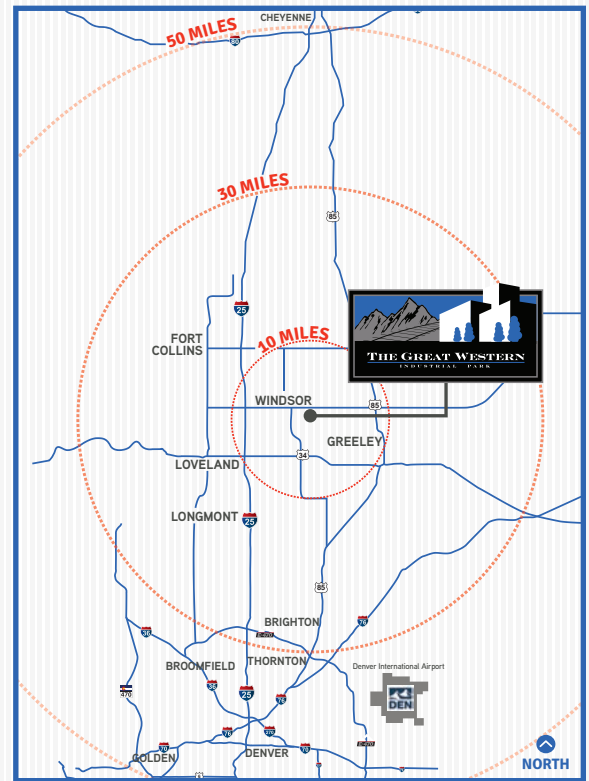 CHEYENNE
50 MILES
80
30 MILES
85
25
FORT
COLLINS
10 MILES
THE GREAT WESTERN
INDUSTRIAL PARK
WINDSOR
85
GREELEY
34
LOVELAND
LONGMONT
25
85
BRIGHTON
76
36
E-470
BROOMFIELD
THORNTON
Denver International Airport
36
470
25
76
DEN
76
270
70
70
E-470
GOLDEN
DENVER
NORTH